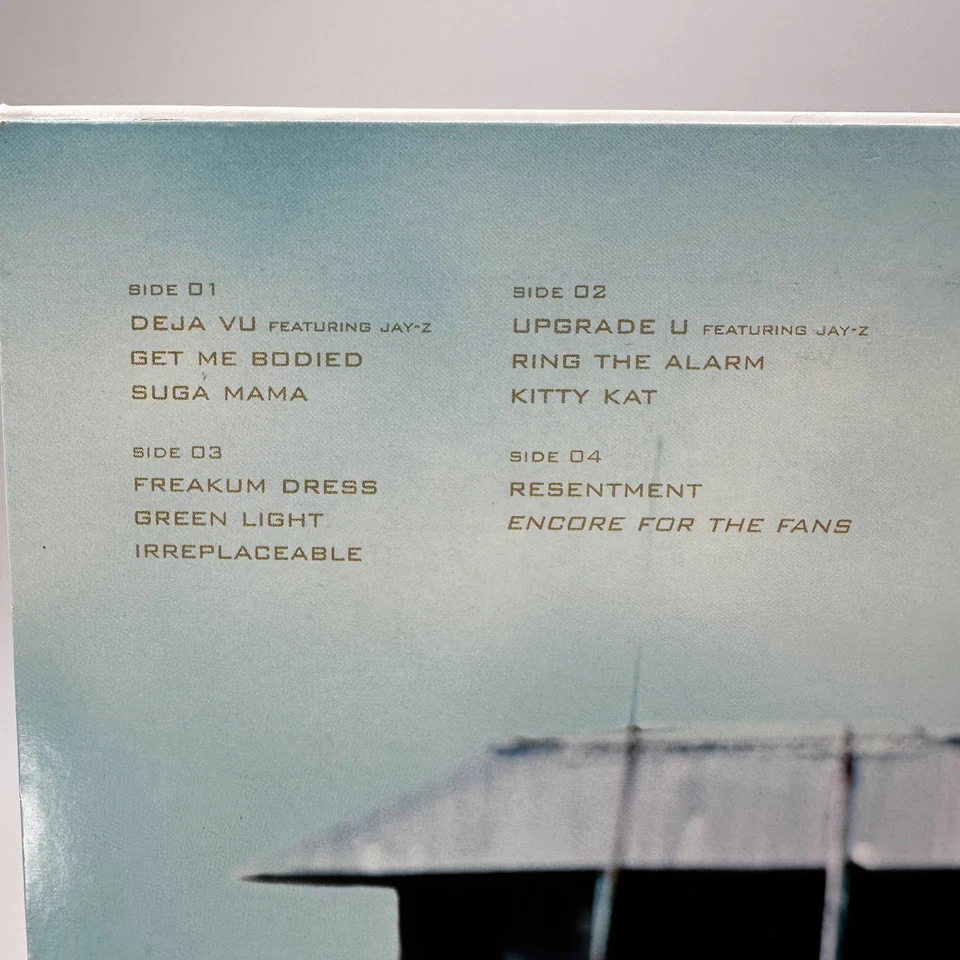 SIDE 01
DEJA VU FEATURING JAY-Z
GET ME BODIED
SUGA MAMA
SIDE 02
UPGRADE U FEATURING JAY-Z
RING THE ALARM
KITTY KAT
SIDE 03
FREAKUM DRESS
GREEN LIGHT
IRREPLACEABLE
SIDE 04
RESENTMENT
ENCORE FOR THE FANS